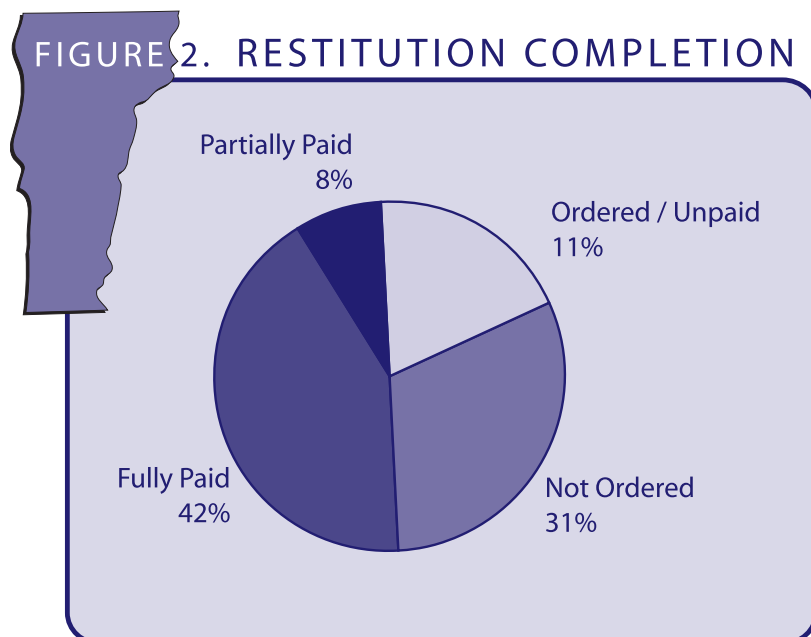 FIGURE 2. RESTITUTION COMPLETION
Partially Paid
8%
Ordered / Unpaid
11%
Fully Paid
42%
Not Ordered
31%